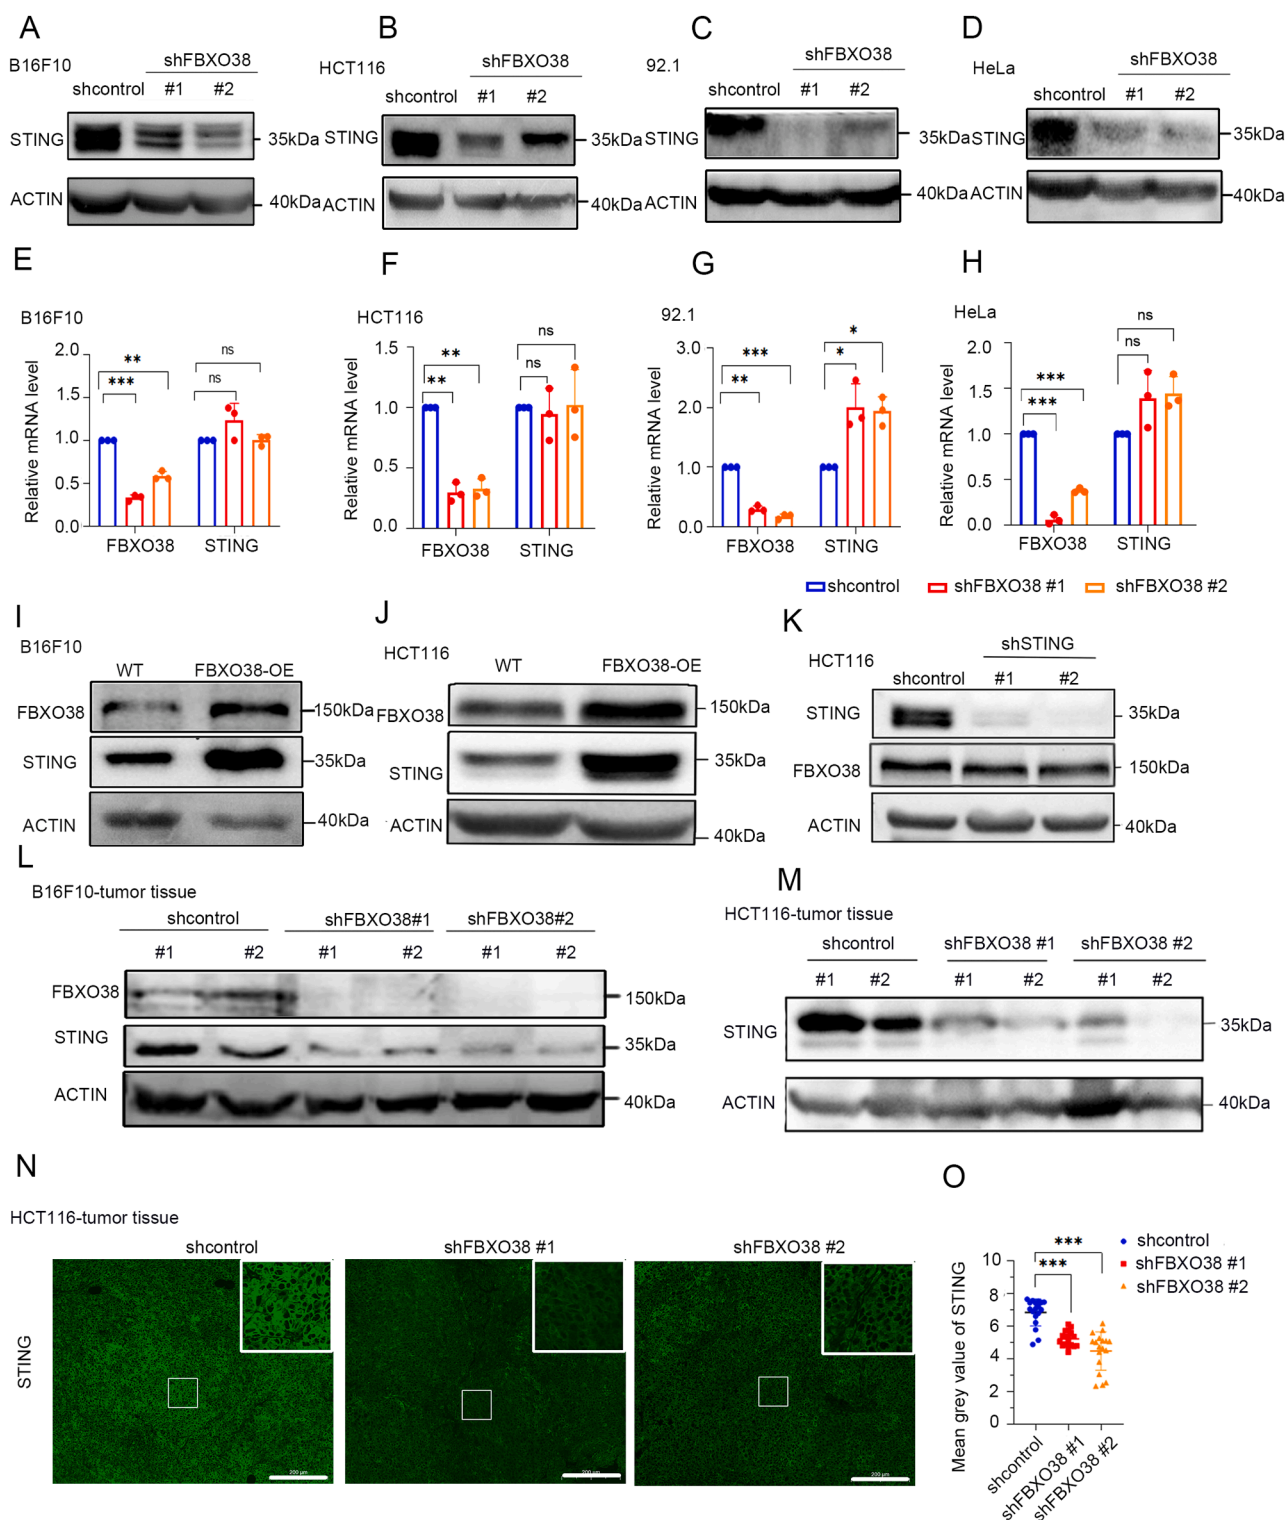 A
B16F10
shFBXO38
shcontrol #1 #2
STING
35kDa
ACTIN
40kDa
B
HCT116
shFBXO38
shcontrol #1 #2
STING
35kDa
ACTIN
40kDa
C
92.1
shFBXO38
shcontrol #1 #2
STING
35kDa
ACTIN
40kDa
D
HeLa
shFBXO38
shcontrol #1 #2
STING
35kDa
ACTIN
40kDa
E
B16F10
Relative mRNA level
2.0
1.5
1.0
0.5
0.0
**
***
ns
ns
FBXO38 STING
F
HCT116
Relative mRNA level
1.5
1.0
0.5
0.0
**
**
ns
ns
FBXO38 STING
G
92.1
Relative mRNA level
3.0
2.0
1.0
0.0
***
**
*
*
FBXO38 STING
H
HeLa
Relative mRNA level
2.0
1.5
1.0
0.5
0.0
***
***
ns
ns
FBXO38 STING
shcontrol shFBXO38 #1 shFBXO38 #2
I
B16F10
WT FBXO38-OE
FBXO38
150kDa
STING
35kDa
ACTIN
40kDa
J
HCT116
WT FBXO38-OE
FBXO38
150kDa
STING
35kDa
ACTIN
40kDa
K
HCT116
shSTING
shcontrol #1 #2
STING
35kDa
FBXO38
150kDa
ACTIN
40kDa
L
B16F10-tumor tissue
shcontrol shFBXO38#1 shFBXO38#2
#1 #2 #1 #2 #1 #2
FBXO38
150kDa
STING
35kDa
ACTIN
40kDa
M
HCT116-tumor tissue
shcontrol shFBXO38 #1 shFBXO38 #2
#1 #2 #1 #2 #1 #2
STING
35kDa
ACTIN
40kDa
N
HCT116-tumor tissue
shcontrol shFBXO38 #1 shFBXO38 #2
STING
200 μm
200 μm
200 μm
O
Mean grey value of STING
10
8
6
4
2
0
***
***
shcontrol
shFBXO38 #1
shFBXO38 #2
shcontrol
shFBXO38 #1
shFBXO38 #2